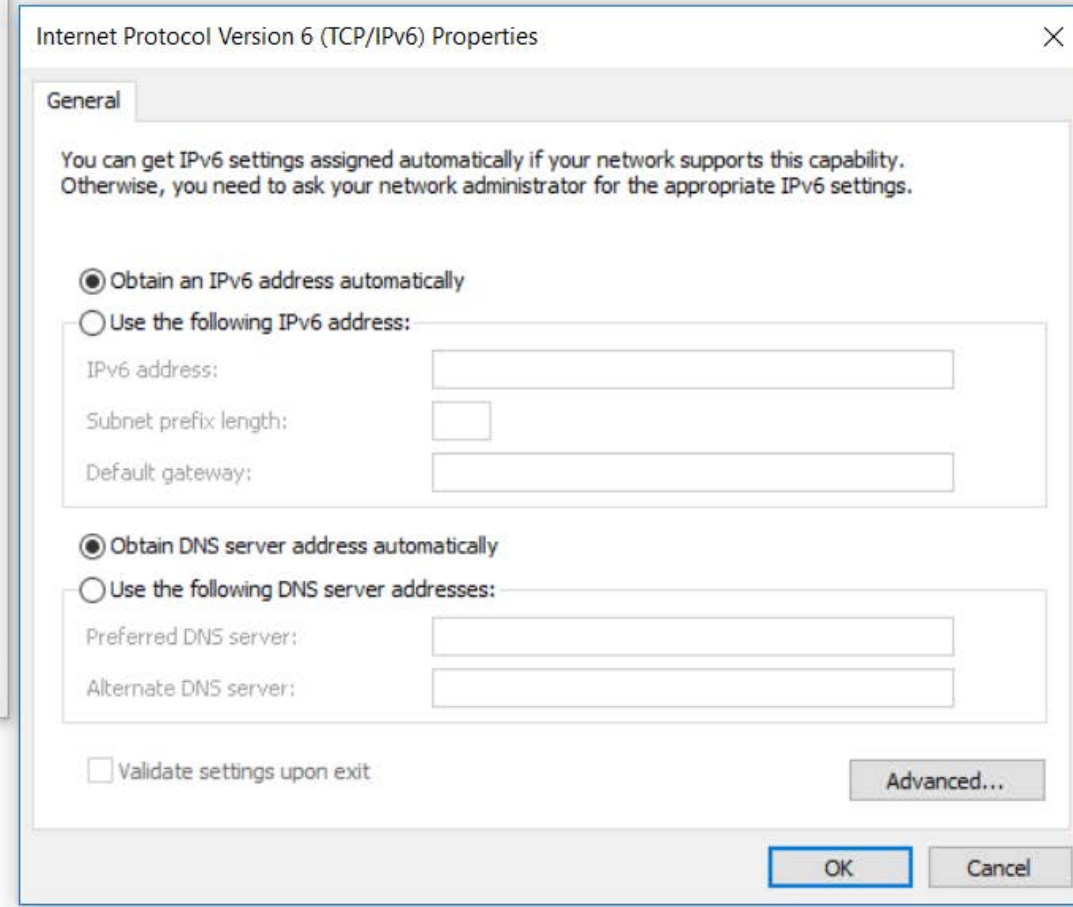 Internet Protocol Version 6 (TCP/IPv6) Properties
General
You can get IPv6 settings assigned automatically if your network supports this capability.
Otherwise, you need to ask your network administrator for the appropriate IPv6 settings.
Obtain an IPv6 address automatically
Use the following IPv6 address:
IPv6 address:
Subnet prefix length:
Default gateway:
Obtain DNS server address automatically
Use the following DNS server addresses:
Preferred DNS server:
Alternate DNS server:
Validate settings upon exit
Advanced...
OK
Cancel